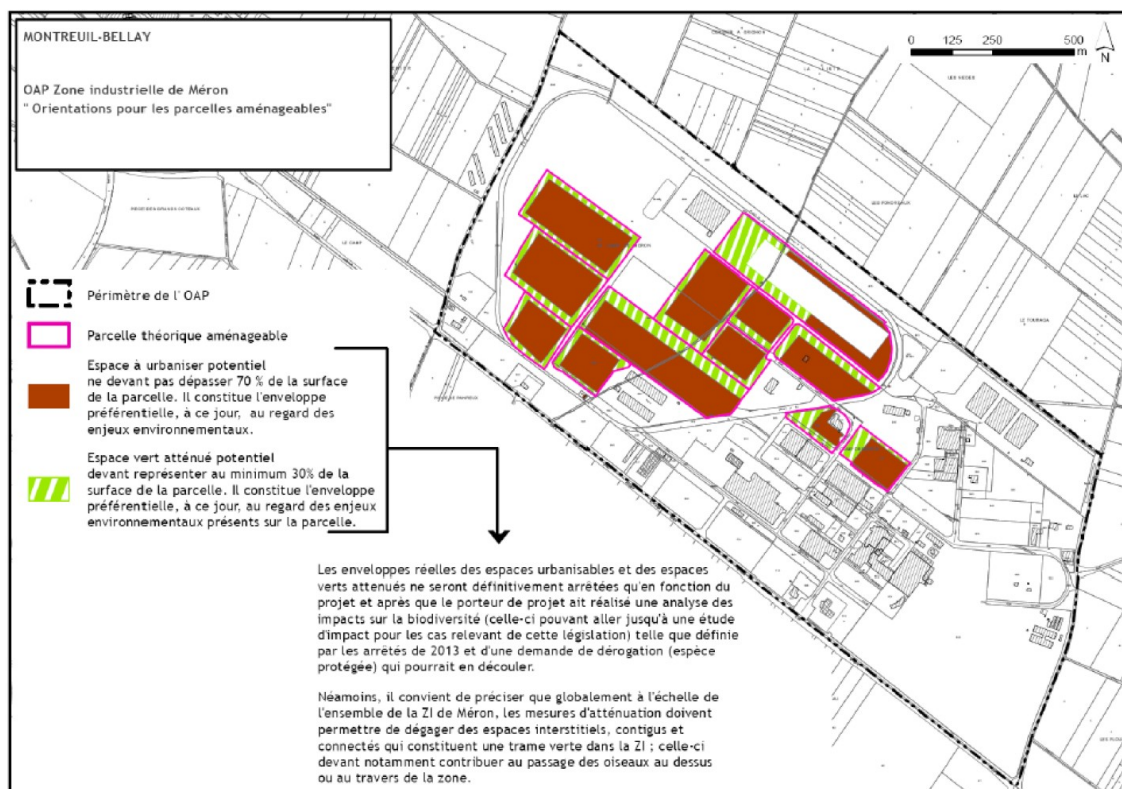 MONTREUIL-BELLAY
OAP Zone industrielle de Méron
" Orientations pour les parcelles aménageables"
0 125 250 500
m
N
Périmètre de l' OAP
Parcelle théorique aménageable
Espace à urbaniser potentiel
ne devant pas dépasser 70 % de la surface
de la parcelle. Il constitue l'enveloppe
préférentielle, à ce jour, au regard des
enjeux environnementaux.
Espace vert atténué potentiel
devant représenter au minimum 30% de la
surface de la parcelle. Il constitue l'enveloppe
préférentielle, à ce jour, au regard des enjeux
environnementaux présents sur la parcelle.
Les enveloppes réelles des espaces urbanisables et des espaces
verts attenués ne seront définitivement arrêtées qu'en fonction du
projet et après que le porteur de projet ait réalisé une analyse des
impacts sur la biodiversité (celle-ci pouvant aller jusqu'à une étude
d'impact pour les cas relevant de cette législation) telle que définie
par les arrêtés de 2013 et d'une demande de dérogation (espèce
protégée) qui pourrait en découler.
Néamoins, il convient de préciser que globalement à l'échelle de
l'ensemble de la ZI de Méron, les mesures d'atténuation doivent
permettre de dégager des espaces interstitiels, contigus et
connectés qui constituent une trame verte dans la ZI ; celle-ci
devant notamment contribuer au passage des oiseaux au dessus
ou au travers de la zone.
LE CAMP